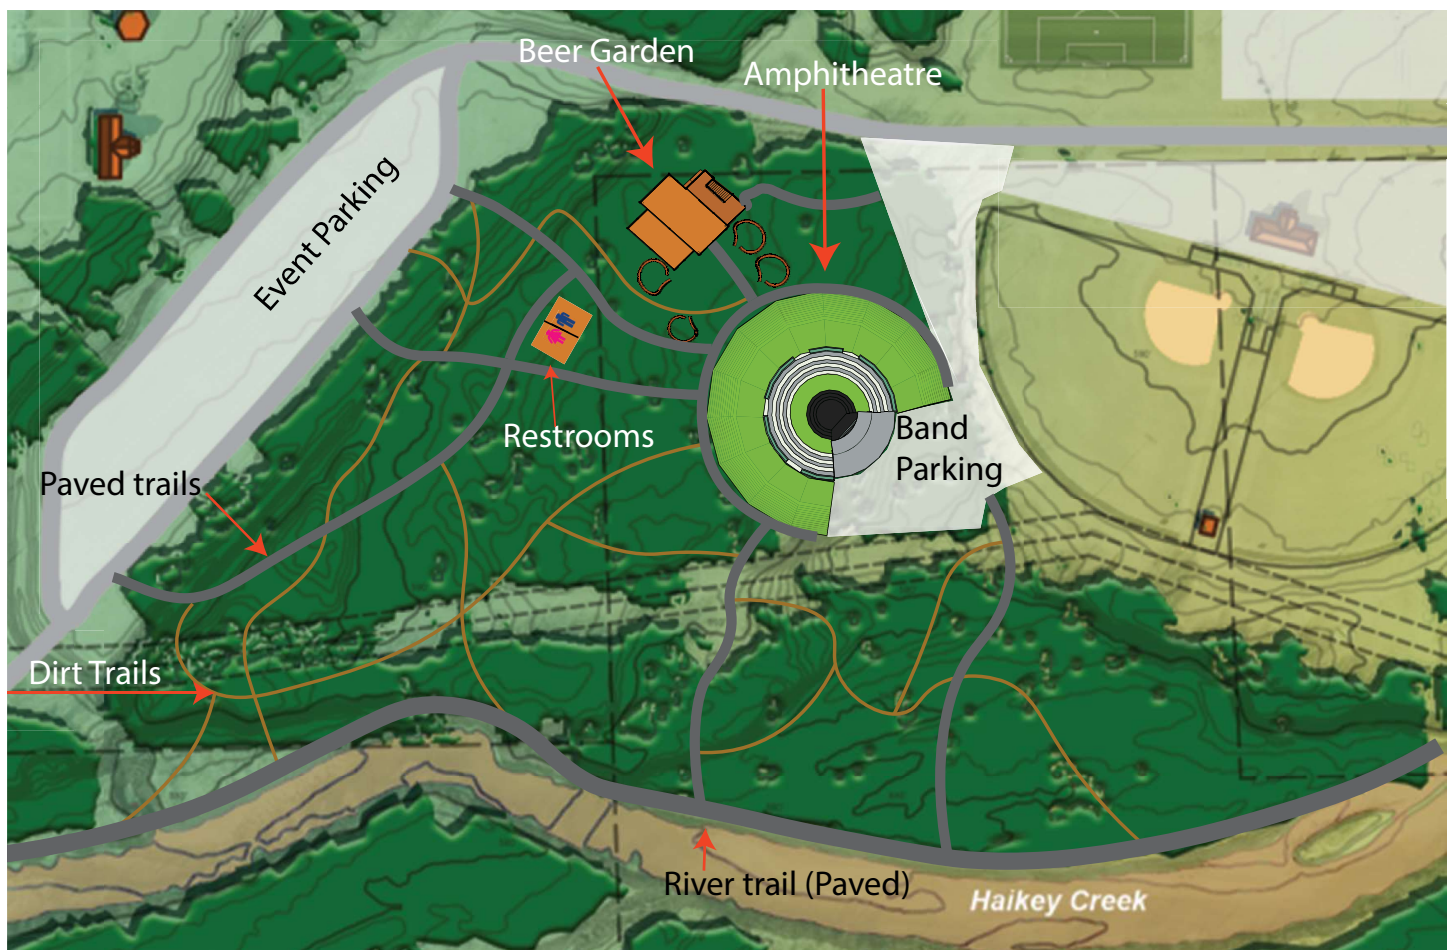 Beer Garden
Amphitheatre
Event Parking
Restrooms
Band
Parking
Paved trails
Dirt Trails
River trail (Paved)
Haikey Creek